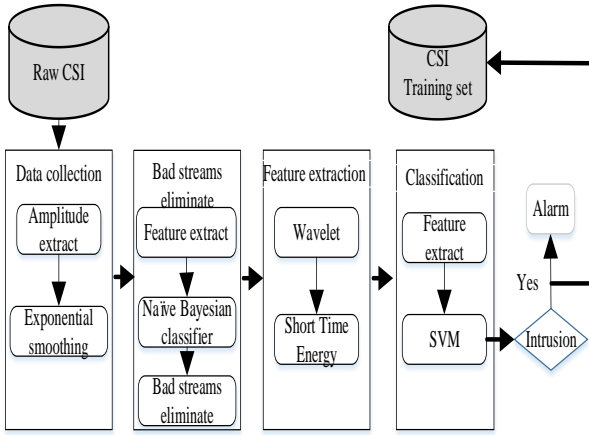 Raw CSI
CSI
Training set
Data collection
Amplitude
extract
Exponential
smoothing
Bad streams
eliminate
Feature extract
Naïve Bayesian
classifier
Bad streams
eliminate
Feature extraction
Wavelet
Short Time
Energy
Classification
Feature
extract
SVM
Alarm
Yes
Intrusion